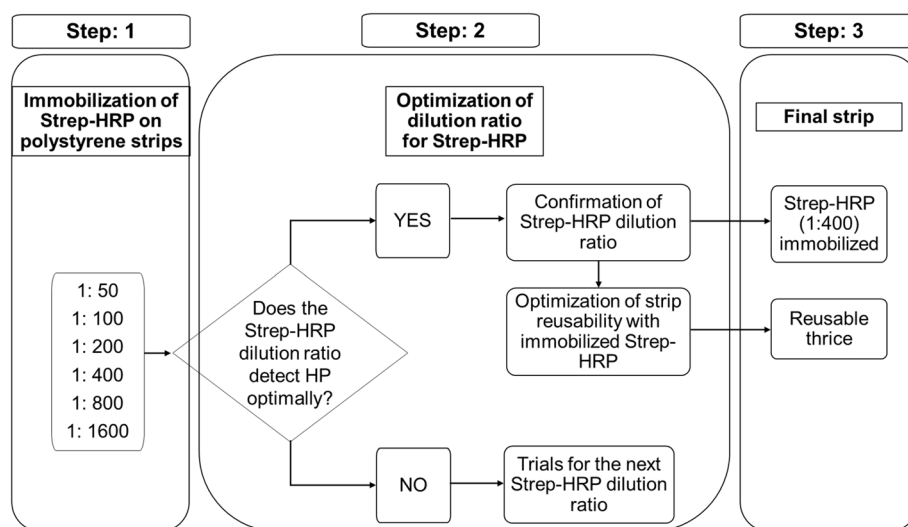 Step: 1
Immobilization of
Strep-HRP on
polystyrene strips
1: 50
1: 100
1: 200
1: 400
1: 800
1: 1600
Step: 2
Optimization of
dilution ratio
for Strep-HRP
Does the
Strep-HRP
dilution ratio
detect HP
optimally?
YES
Confirmation of
Strep-HRP dilution
ratio
Optimization of strip
reusability with
immobilized Strep-
HRP
NO
Trials for the next
Strep-HRP dilution
ratio
Step: 3
Final strip
Strep-HRP
(1:400)
immobilized
Reusable
thrice